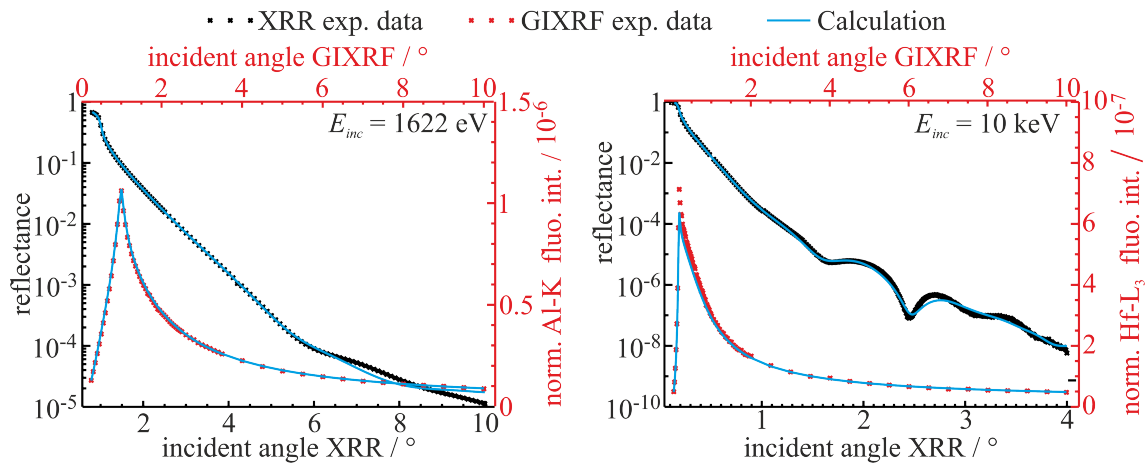 XRR exp. data GIXRF exp. data Calculation
incident angle GIXRF / °
0 2 4 6 8 10
1 10⁻¹ 10⁻² 10⁻³ 10⁻⁴ 10⁻⁵
reflectance
E_inc = 1622 eV
1.5 1 0.5 0
norm. Al-K fluo. int. / 10⁻⁶
2 4 6 8 10
incident angle XRR / °
incident angle GIXRF / °
2 4 6 8 10
1 10⁻² 10⁻⁴ 10⁻⁶ 10⁻⁸ 10⁻¹⁰
reflectance
E_inc = 10 keV
10 8 6 4 2 0
norm. Hf-L₃ fluo. int. / 10⁻⁷
1 2 3 4
incident angle XRR / °